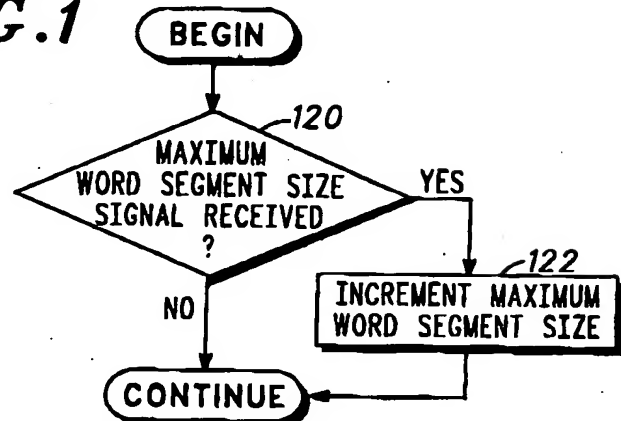 G.1
BEGIN
120
MAXIMUM
WORD SEGMENT SIZE
SIGNAL RECEIVED
?
YES
NO
122
INCREMENT MAXIMUM
WORD SEGMENT SIZE
CONTINUE